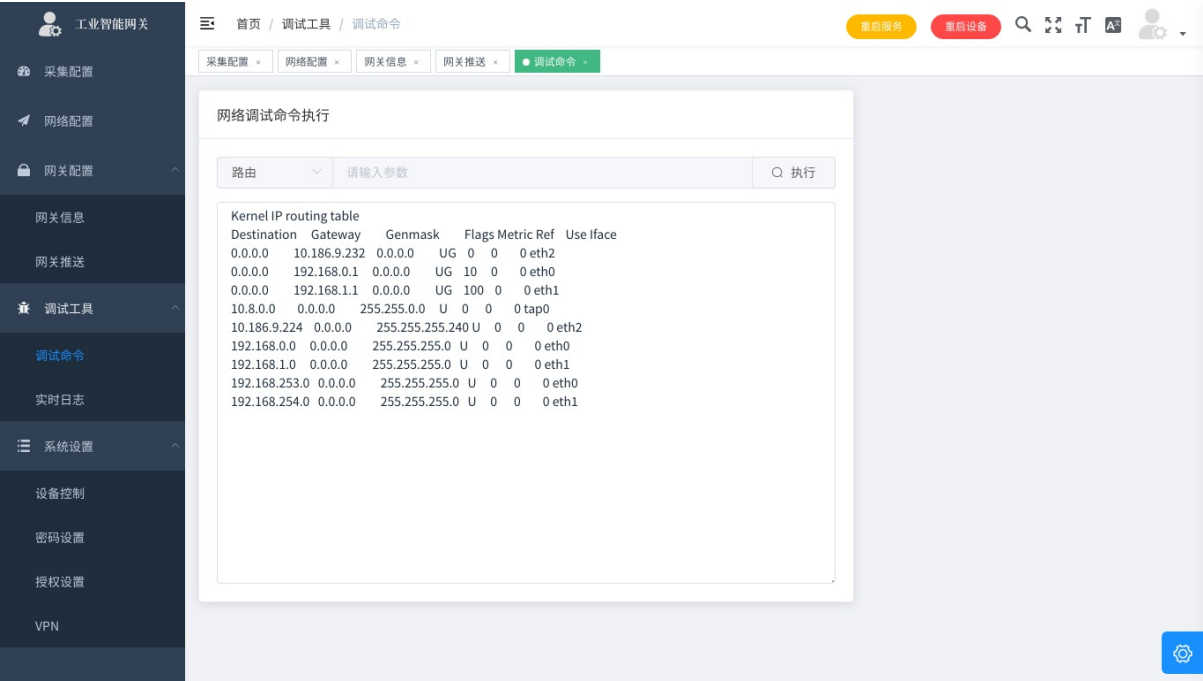 工业智能网关
首页 / 调试工具 / 调试命令
重启服务
重启设备
采集配置 ×
网络配置 ×
网关信息 ×
网关推送 ×
调试命令 ×
采集配置
网络配置
网关配置
网关信息
网关推送
调试工具
调试命令
实时日志
系统设置
设备控制
密码设置
授权设置
VPN
网络调试命令执行
路由
请输入参数
执行
Kernel IP routing table
Destination Gateway Genmask Flags Metric Ref Use Iface
0.0.0.0 10.186.9.232 0.0.0.0 UG 0 0 0 eth2
0.0.0.0 192.168.0.1 0.0.0.0 UG 10 0 0 eth0
0.0.0.0 192.168.1.1 0.0.0.0 UG 100 0 0 eth1
10.8.0.0 0.0.0.0 255.255.0.0 U 0 0 0 tap0
10.186.9.224 0.0.0.0 255.255.255.240 U 0 0 0 eth2
192.168.0.0 0.0.0.0 255.255.255.0 U 0 0 0 eth0
192.168.1.0 0.0.0.0 255.255.255.0 U 0 0 0 eth1
192.168.253.0 0.0.0.0 255.255.255.0 U 0 0 0 eth0
192.168.254.0 0.0.0.0 255.255.255.0 U 0 0 0 eth1